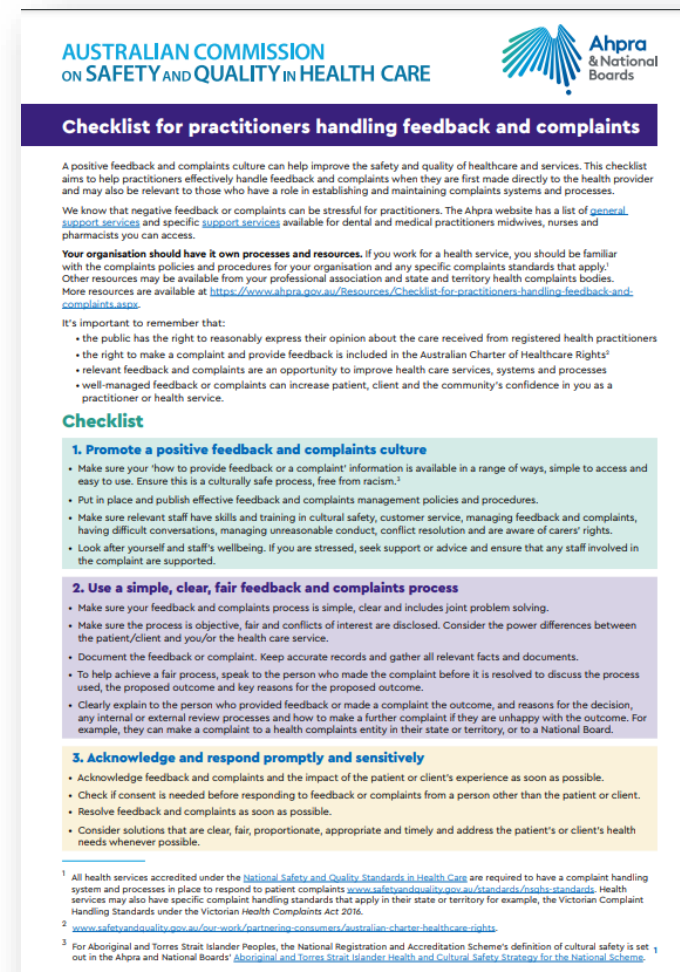 AUSTRALIAN COMMISSION
ON SAFETY AND QUALITY IN HEALTH CARE
Ahpra
& National
Boards
Checklist for practitioners handling feedback and complaints
A positive feedback and complaints culture can help improve the safety and quality of healthcare and services. This checklist
aims to help practitioners effectively handle feedback and complaints when they are first made directly to the health provider
and may also be relevant to those who have a role in establishing and maintaining complaints systems and processes.
We know that negative feedback or complaints can be stressful for practitioners. The Ahpra website has a list of general
support services and specific support services available for dental and medical practitioners midwives, nurses and
pharmacists you can access.
Your organisation should have it own processes and resources. If you work for a health service, you should be familiar
with the complaints policies and procedures for your organisation and any specific complaints standards that apply.¹
Other resources may be available from your professional association and state and territory health complaints bodies.
More resources are available at https://www.ahpra.gov.au/Resources/Checklist-for-practitioners-handling-feedback-and-
complaints.aspx.
It's important to remember that:
• the public has the right to reasonably express their opinion about the care received from registered health practitioners
• the right to make a complaint and provide feedback is included in the Australian Charter of Healthcare Rights²
• relevant feedback and complaints are an opportunity to improve health care services, systems and processes
• well-managed feedback or complaints can increase patient, client and the community's confidence in you as a
practitioner or health service.
Checklist
1. Promote a positive feedback and complaints culture
• Make sure your 'how to provide feedback or a complaint' information is available in a range of ways, simple to access and
easy to use. Ensure this is a culturally safe process, free from racism.³
• Put in place and publish effective feedback and complaints management policies and procedures.
• Make sure relevant staff have skills and training in cultural safety, customer service, managing feedback and complaints,
having difficult conversations, managing unreasonable conduct, conflict resolution and are aware of carers' rights.
• Look after yourself and staff's wellbeing. If you are stressed, seek support or advice and ensure that any staff involved in
the complaint are supported.
2. Use a simple, clear, fair feedback and complaints process
• Make sure your feedback and complaints process is simple, clear and includes joint problem solving.
• Make sure the process is objective, fair and conflicts of interest are disclosed. Consider the power differences between
the patient/client and you/or the health care service.
• Document the feedback or complaint. Keep accurate records and gather all relevant facts and documents.
• To help achieve a fair process, speak to the person who made the complaint before it is resolved to discuss the process
used, the proposed outcome and key reasons for the proposed outcome.
• Clearly explain to the person who provided feedback or made a complaint the outcome, and reasons for the decision,
any internal or external review processes and how to make a further complaint if they are unhappy with the outcome. For
example, they can make a complaint to a health complaints entity in their state or territory, or to a National Board.
3. Acknowledge and respond promptly and sensitively
• Acknowledge feedback and complaints and the impact of the patient or client's experience as soon as possible.
• Check if consent is needed before responding to feedback or complaints from a person other than the patient or client.
• Resolve feedback and complaints as soon as possible.
• Consider solutions that are clear, fair, proportionate, appropriate and timely and address the patient's or client's health
needs whenever possible.
¹ All health services accredited under the National Safety and Quality Standards in Health Care are required to have a complaint handling
system and processes in place to respond to patient complaints www.safetyandquality.gov.au/standards/nsqhs-standards. Health
services may also have specific complaint handling standards that apply in their state or territory for example, the Victorian Complaint
Handling Standards under the Victorian Health Complaints Act 2016.
² www.safetyandquality.gov.au/our-work/partnering-consumers/australian-charter-healthcare-rights.
³ For Aboriginal and Torres Strait Islander Peoples, the National Registration and Accreditation Scheme's definition of cultural safety is set
out in the Ahpra and National Boards' Aboriginal and Torres Strait Islander Health and Cultural Safety Strategy for the National Scheme.
1